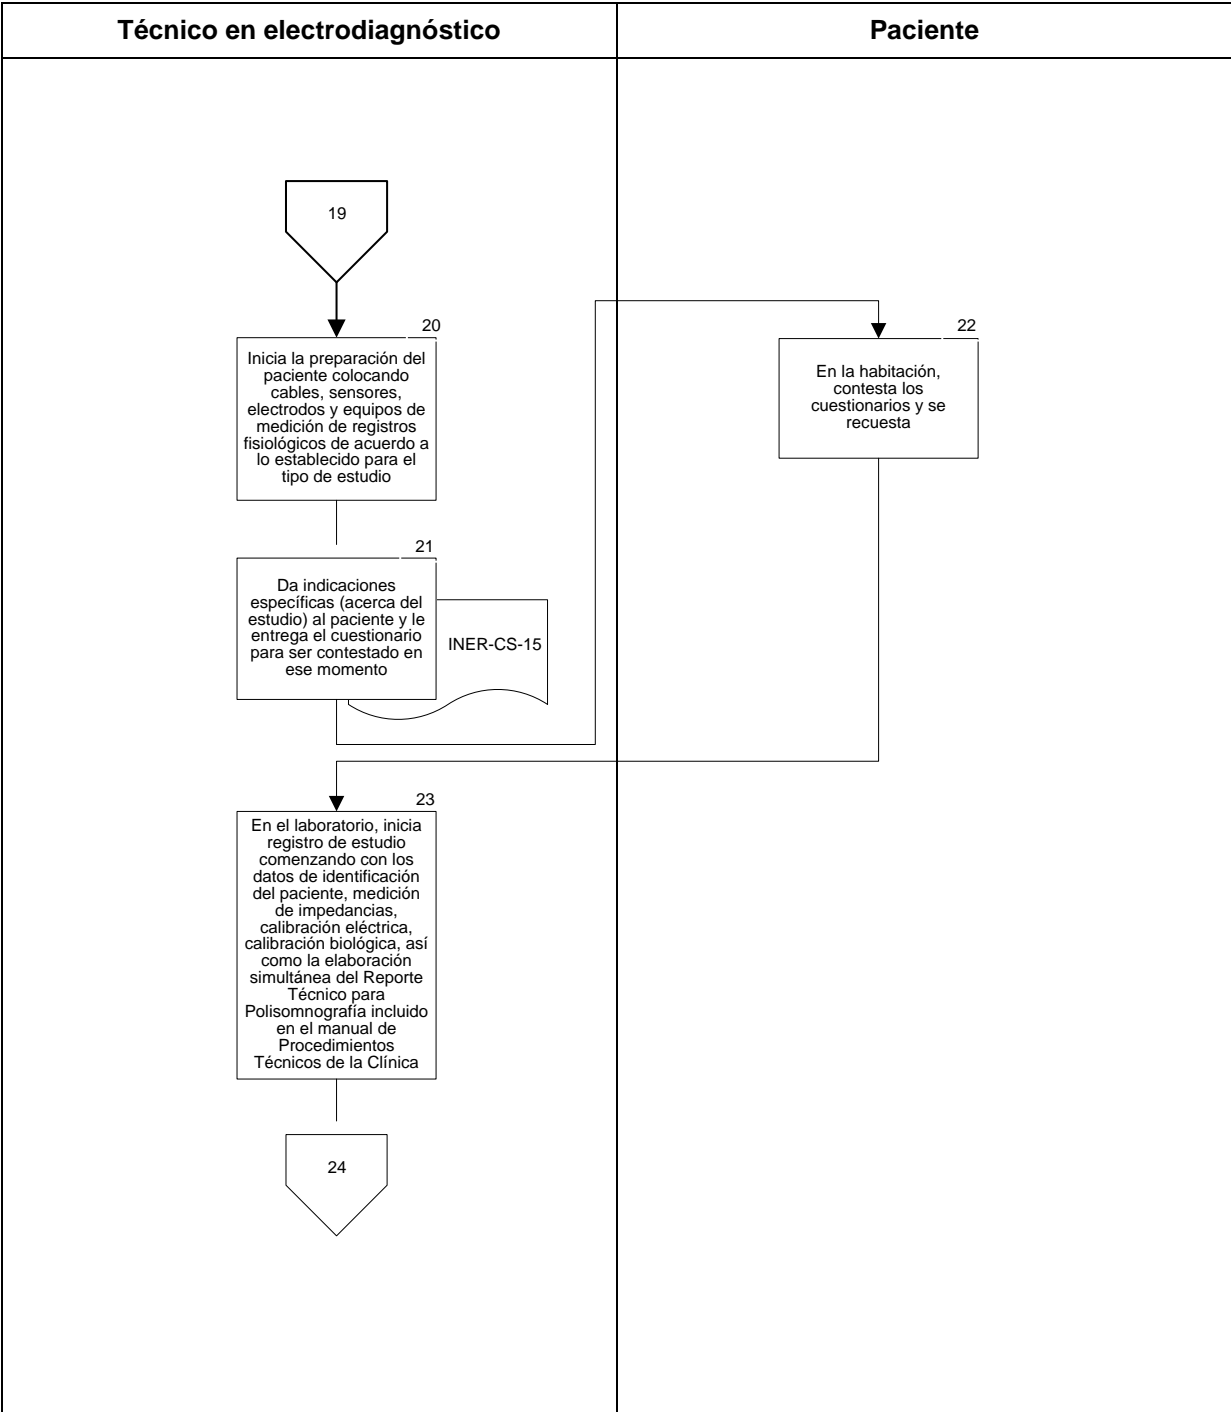 Técnico en electrodiagnóstico
Paciente
19
20
Inicia la preparación del
paciente colocando
cables, sensores,
electrodos y equipos de
medición de registros
fisiológicos de acuerdo a
lo establecido para el
tipo de estudio
21
Da indicaciones
específicas (acerca del
estudio) al paciente y le
entrega el cuestionario
para ser contestado en
ese momento
INER-CS-15
22
En la habitación,
contesta los
cuestionarios y se
recuesta
23
En el laboratorio, inicia
registro de estudio
comenzando con los
datos de identificación
del paciente, medición
de impedancias,
calibración eléctrica,
calibración biológica, así
como la elaboración
simultánea del Reporte
Técnico para
Polisomnografía incluido
en el manual de
Procedimientos
Técnicos de la Clínica
24